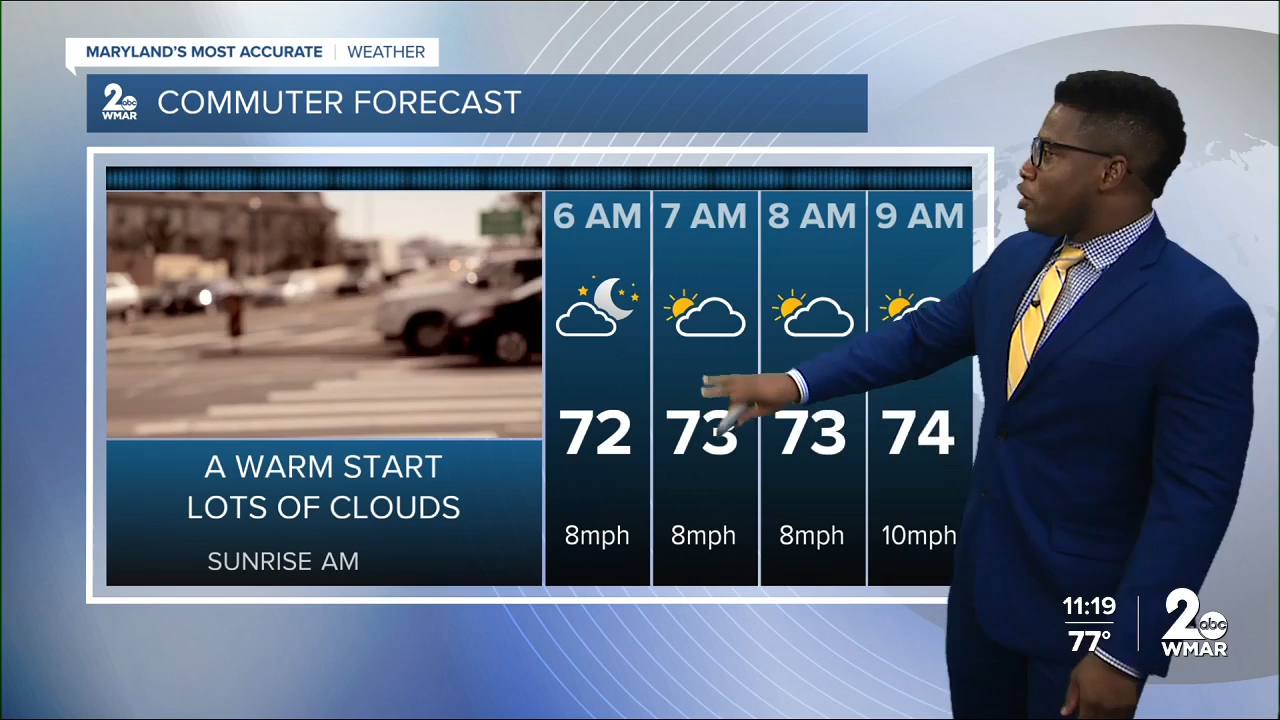 MARYLAND'S MOST ACCURATE | WEATHER
2 abc WMAR COMMUTER FORECAST
6 AM 7 AM 8 AM 9 AM
72 73 73 74
8mph 8mph 8mph 10mph
A WARM START
LOTS OF CLOUDS
SUNRISE AM
11:19
77°
2 abc
WMAR